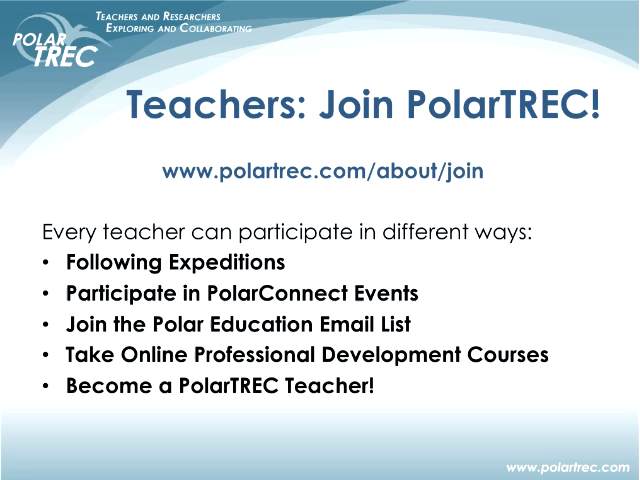 Teachers and Researchers
Exploring and Collaborating
POLAR
TREC
Teachers: Join PolarTREC!
www.polartrec.com/about/join
Every teacher can participate in different ways:
• Following Expeditions
• Participate in PolarConnect Events
• Join the Polar Education Email List
• Take Online Professional Development Courses
• Become a PolarTREC Teacher!
www.polartrec.com